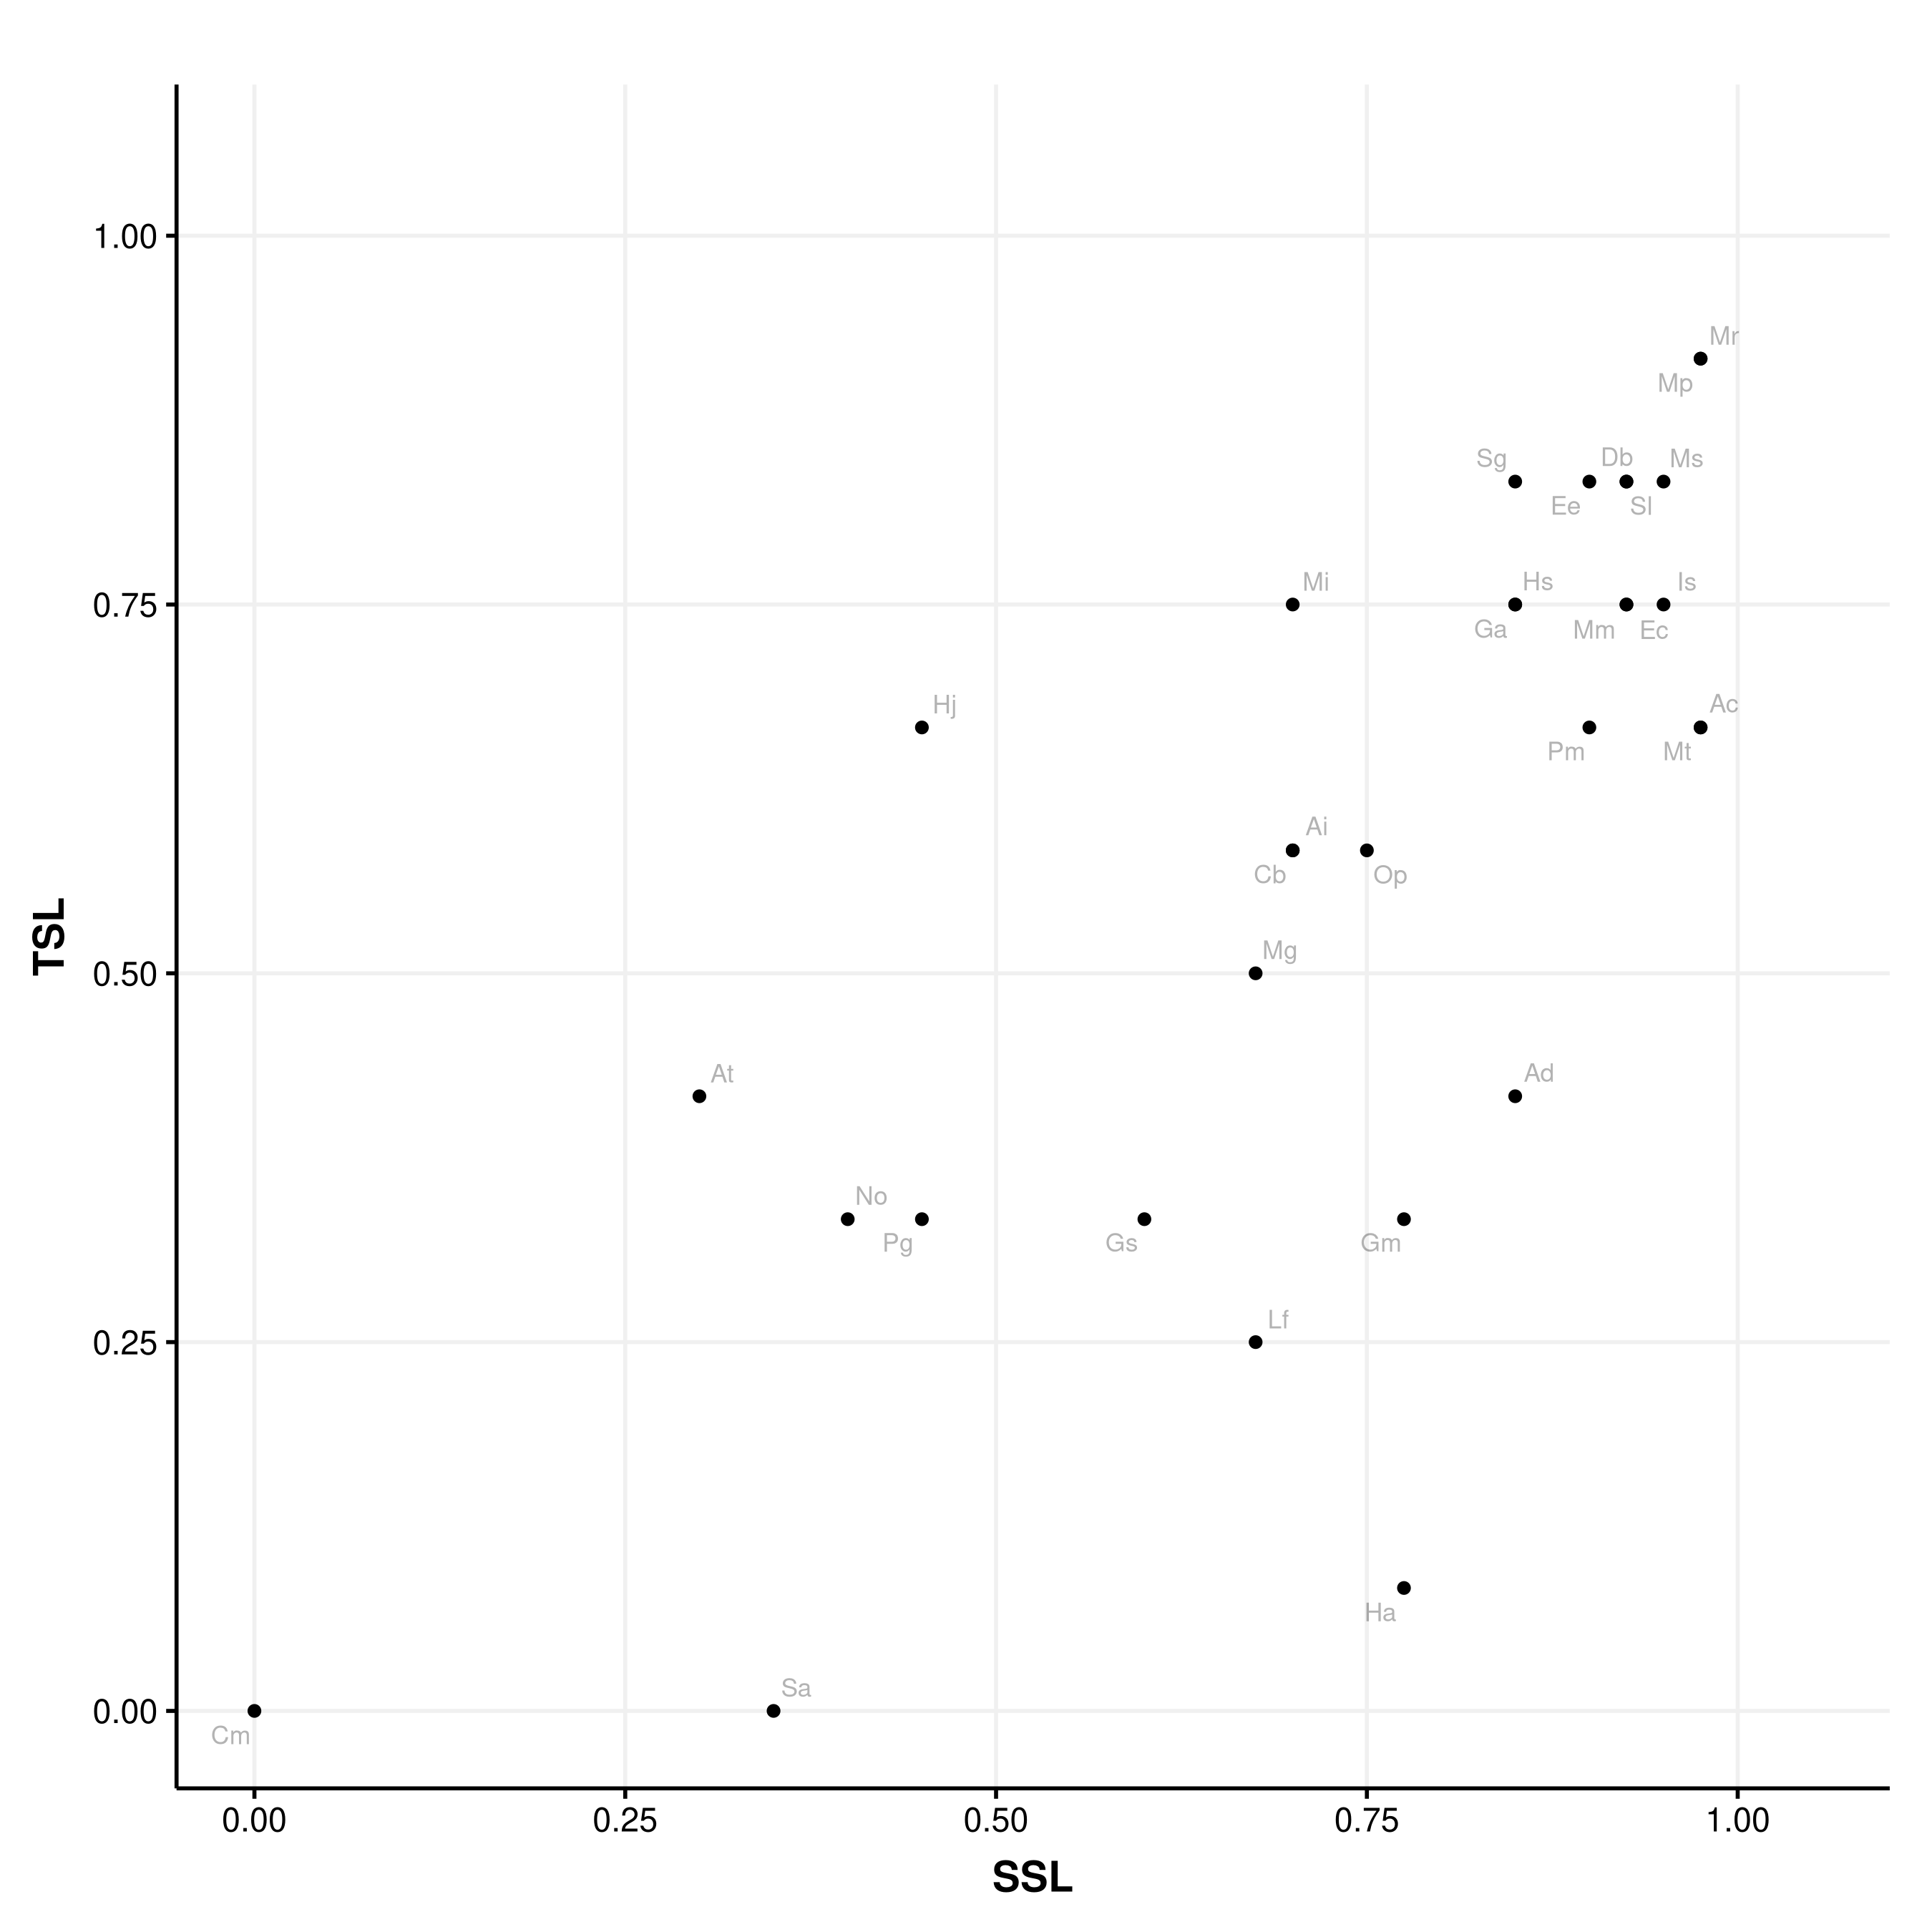 1.00
0.75
0.50
0.25
0.00
TSL
Mr
Mp
Sg
Db
Ms
Ee
Sl
Mi
Hs
Is
Ga
Mm
Ec
Hj
Ac
Pm
Mt
Ai
Cb
Op
Mg
At
Ad
No
Pg
Gs
Gm
Lf
Ha
Sa
Cm
0.00 0.25 0.50 0.75 1.00
SSL